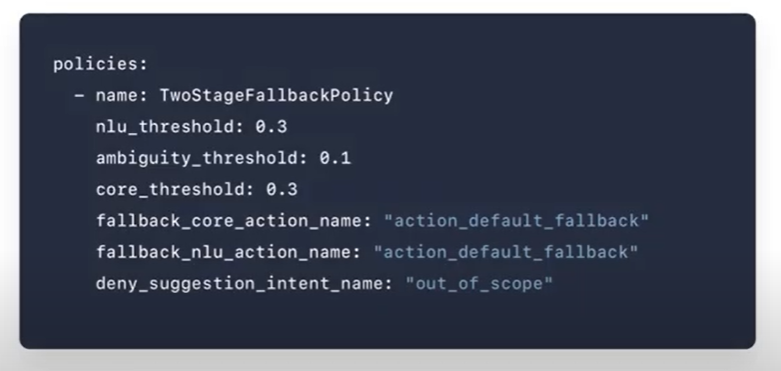 policies:
  - name: TwoStageFallbackPolicy
    nlu_threshold: 0.3
    ambiguity_threshold: 0.1
    core_threshold: 0.3
    fallback_core_action_name: "action_default_fallback"
    fallback_nlu_action_name: "action_default_fallback"
    deny_suggestion_intent_name: "out_of_scope"